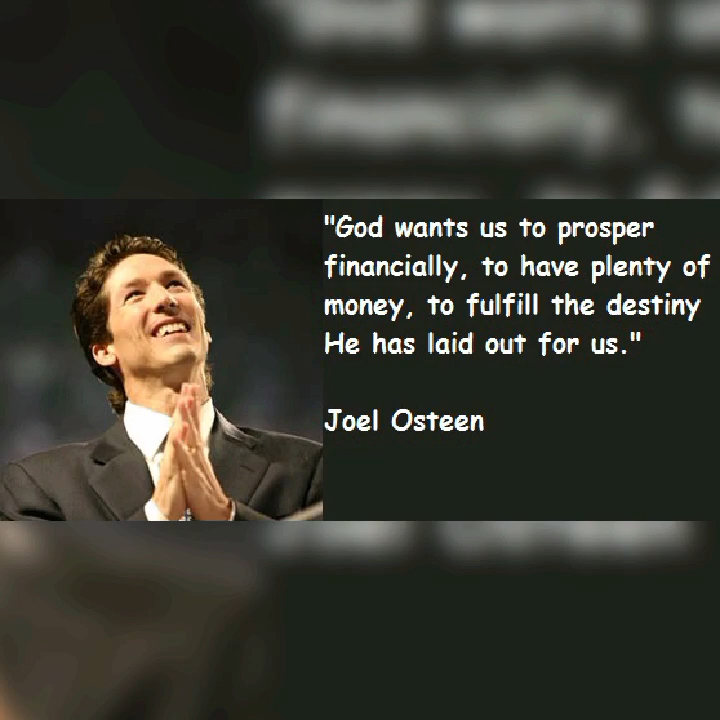 "God wants us to prosper
financially, to have plenty of
money, to fulfill the destiny
He has laid out for us."
Joel Osteen